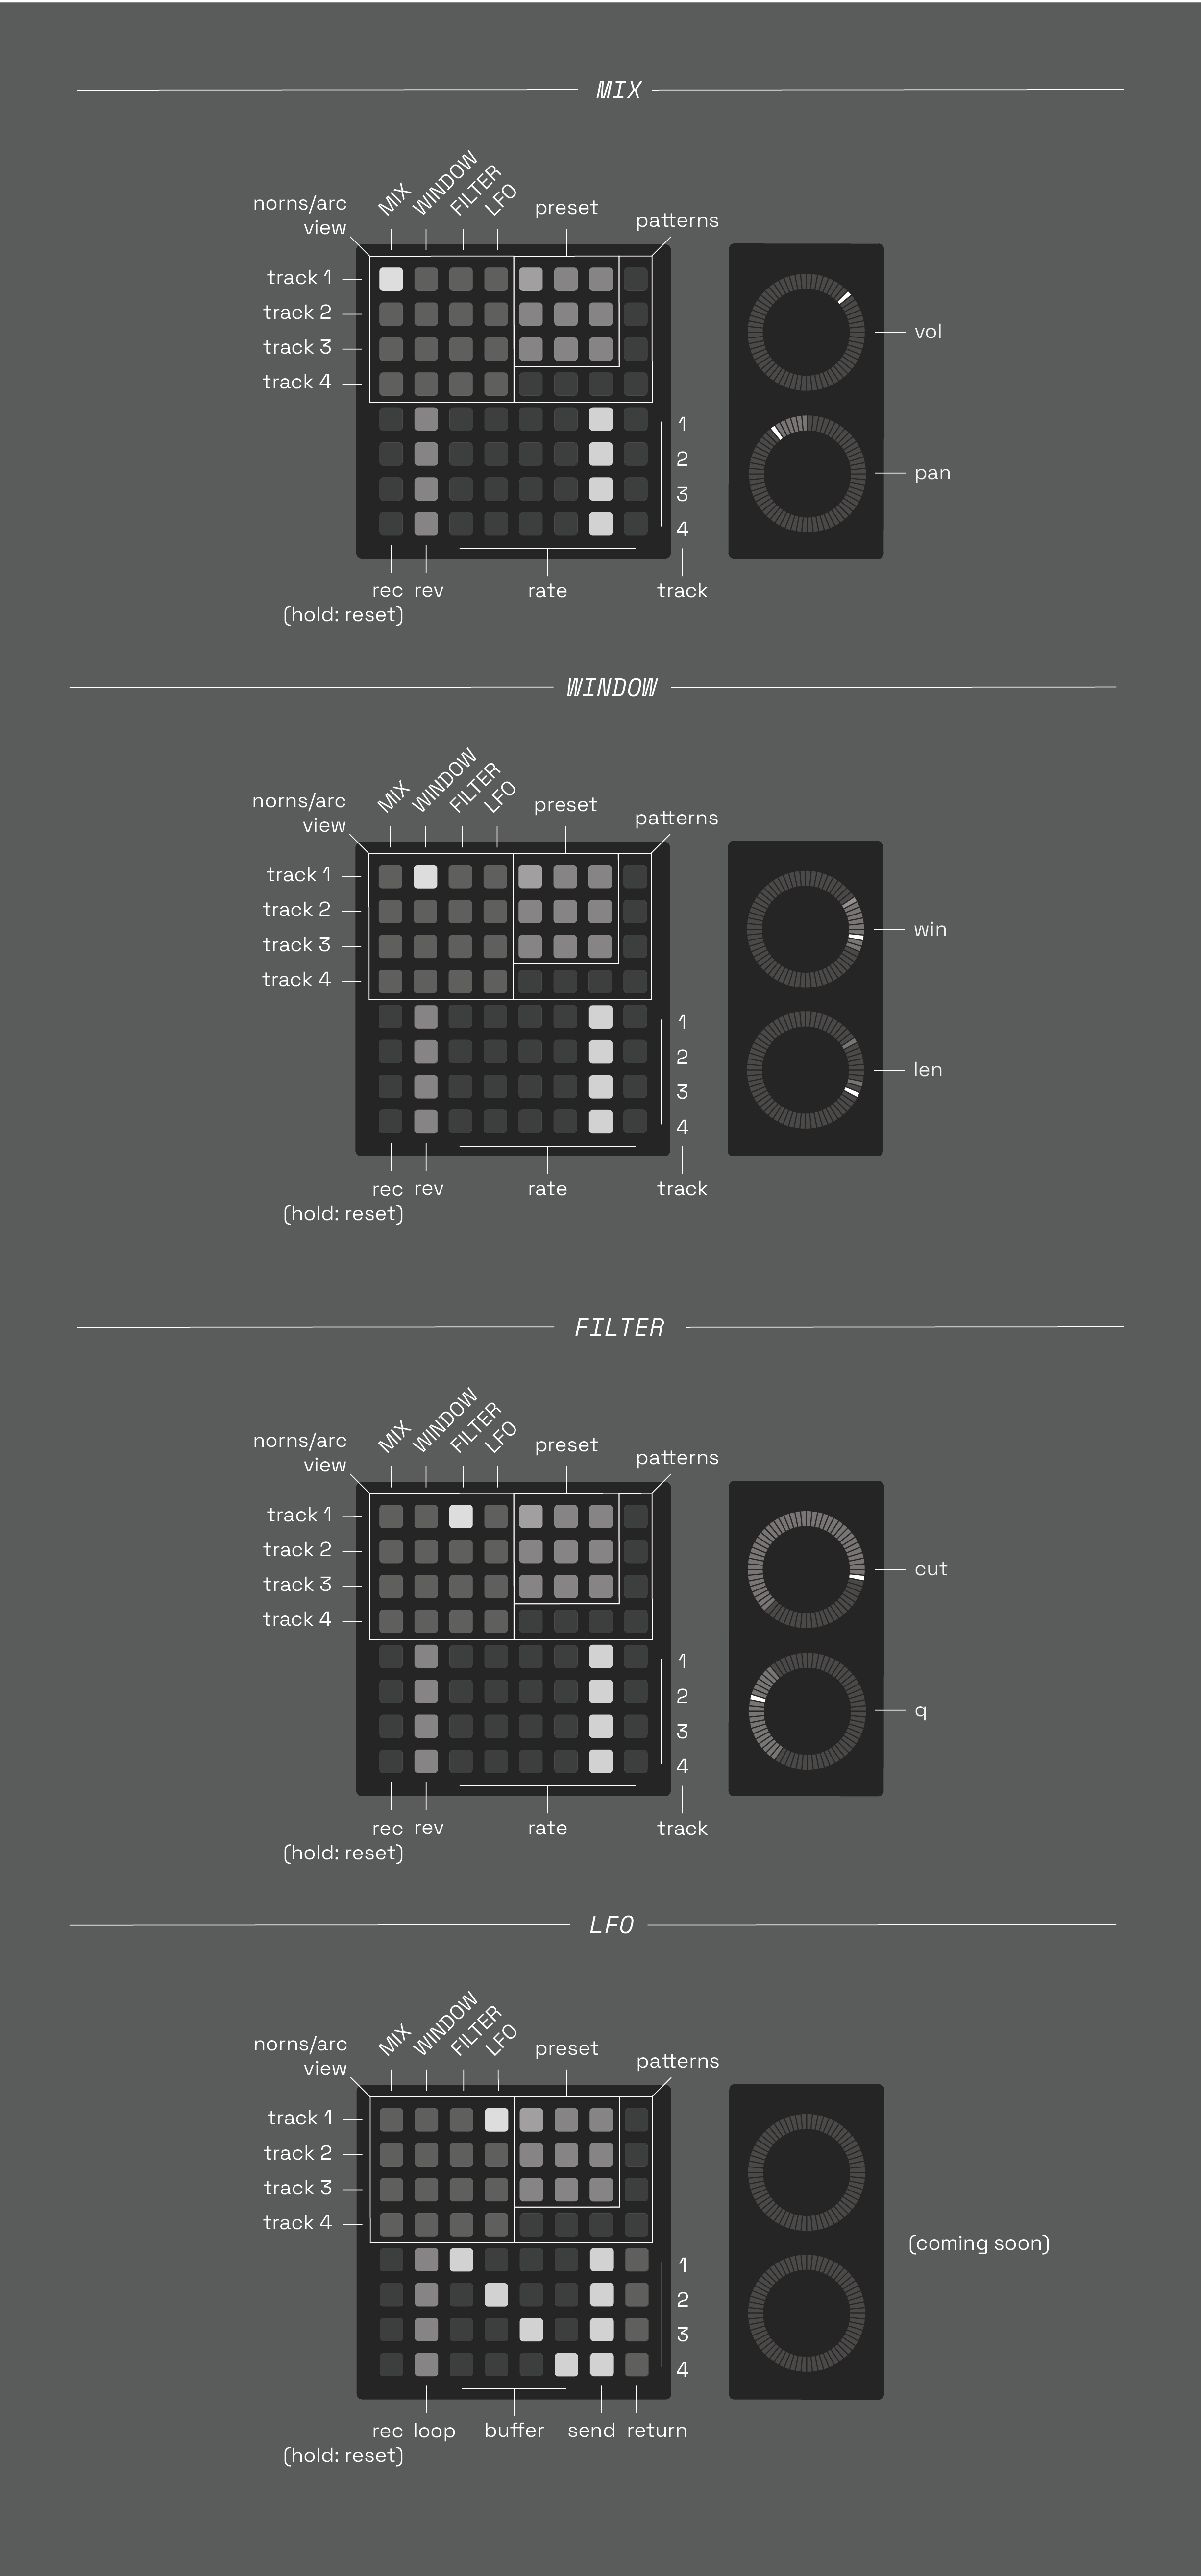 MIX
MIX WINDOW FILTER LFO
norns/arc view
preset
patterns
track 1
track 2
track 3
track 4
vol
pan
1
2
3
4
rec
(hold: reset)
rev
rate
track
WINDOW
MIX WINDOW FILTER LFO
norns/arc view
preset
patterns
track 1
track 2
track 3
track 4
win
len
1
2
3
4
rec
(hold: reset)
rev
rate
track
FILTER
MIX WINDOW FILTER LFO
norns/arc view
preset
patterns
track 1
track 2
track 3
track 4
cut
q
1
2
3
4
rec
(hold: reset)
rev
rate
track
LFO
MIX WINDOW FILTER LFO
norns/arc view
preset
patterns
track 1
track 2
track 3
track 4
(coming soon)
1
2
3
4
rec
(hold: reset)
loop
buffer
send
return